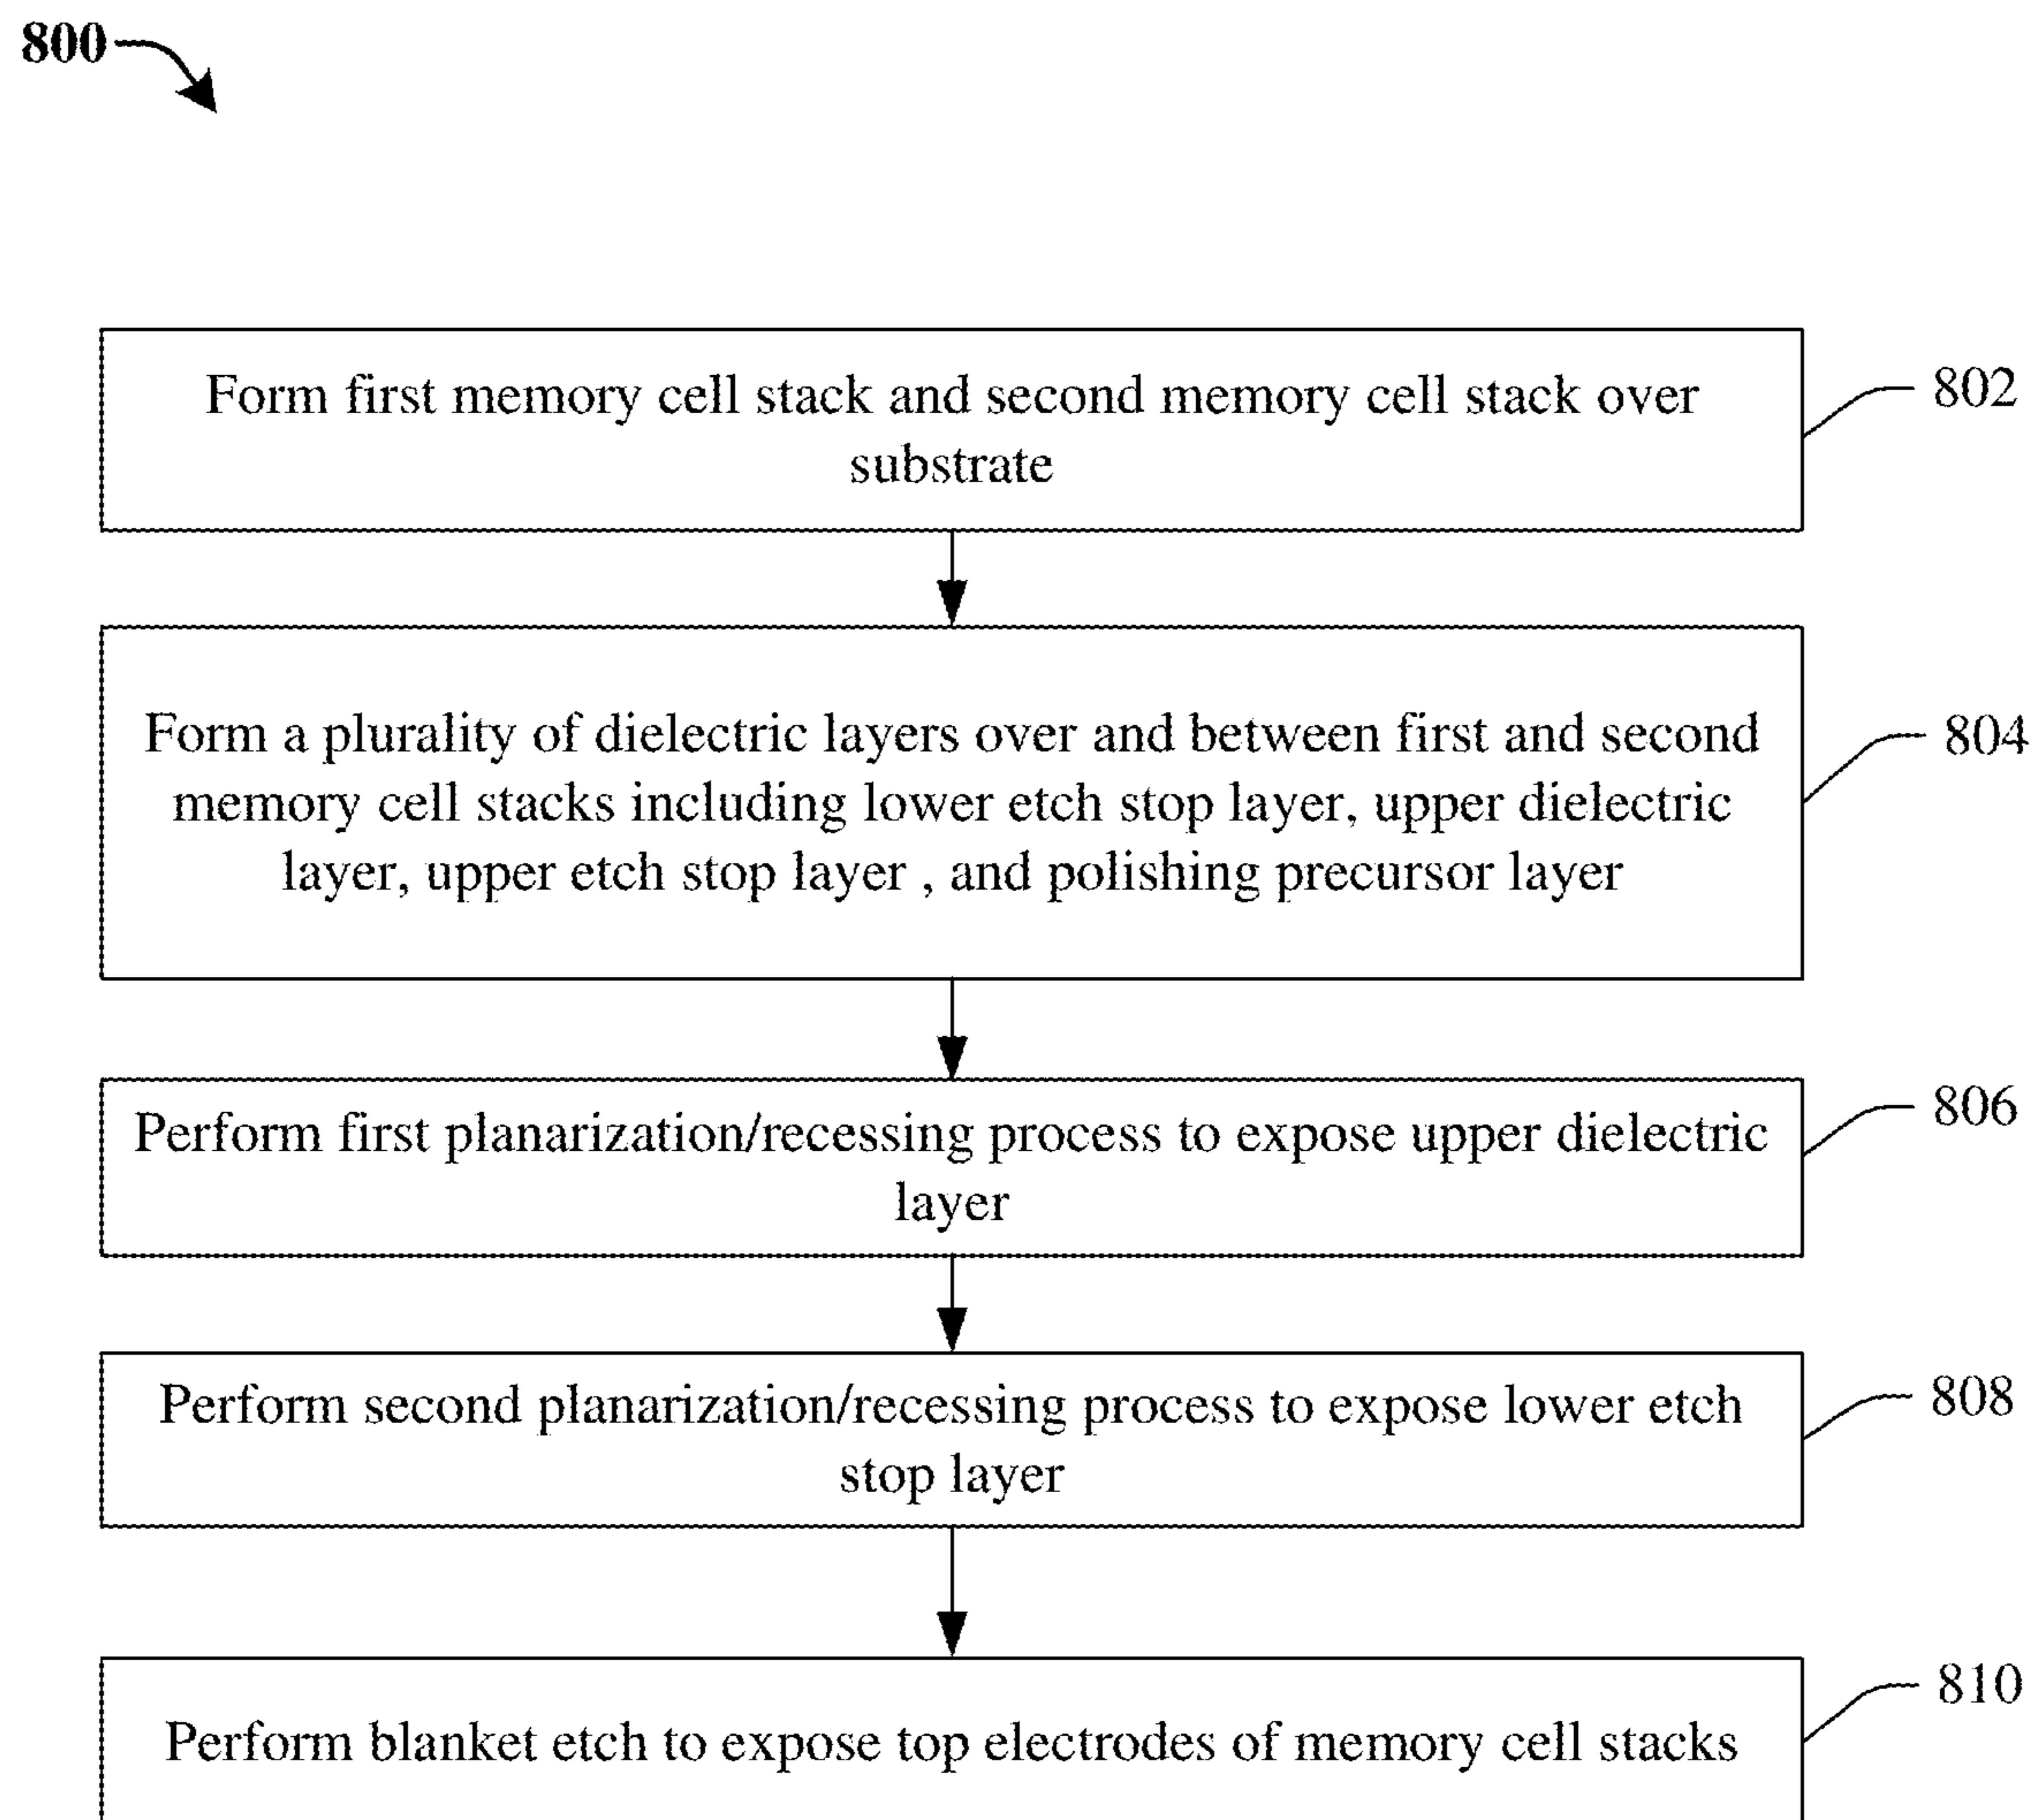 800
Form first memory cell stack and second memory cell stack over
substrate
802
Form a plurality of dielectric layers over and between first and second
memory cell stacks including lower etch stop layer, upper dielectric
layer, upper etch stop layer , and polishing precursor layer
804
Perform first planarization/recessing process to expose upper dielectric
layer
806
Perform second planarization/recessing process to expose lower etch
stop layer
808
Perform blanket etch to expose top electrodes of memory cell stacks
810